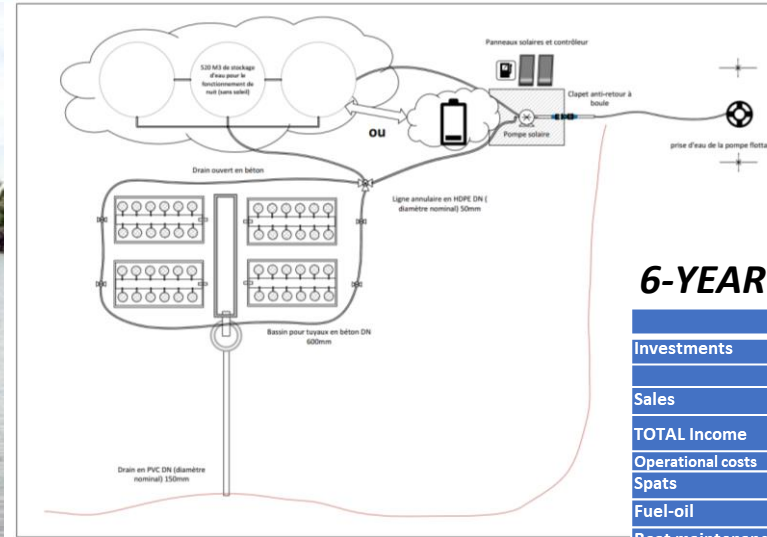 Panneaux solaires et contrôleur
520 M3 de stockage
d'eau pour le
fonctionnement de
nuit (sans soleil)
Clapet anti-retour à
boule
ou
Pompe solaire
prise d'eau de la pompe flotta
Drain ouvert en béton
Ligne annulaire en HDPE DN (
diamètre nominal) 50mm
Bassin pour tuyaux en béton DN
600mm
Drain en PVC DN (diamètre
nominal) 150mm
6-YEAR
Investments
Sales
TOTAL Income
Operational costs
Spats
Fuel-oil